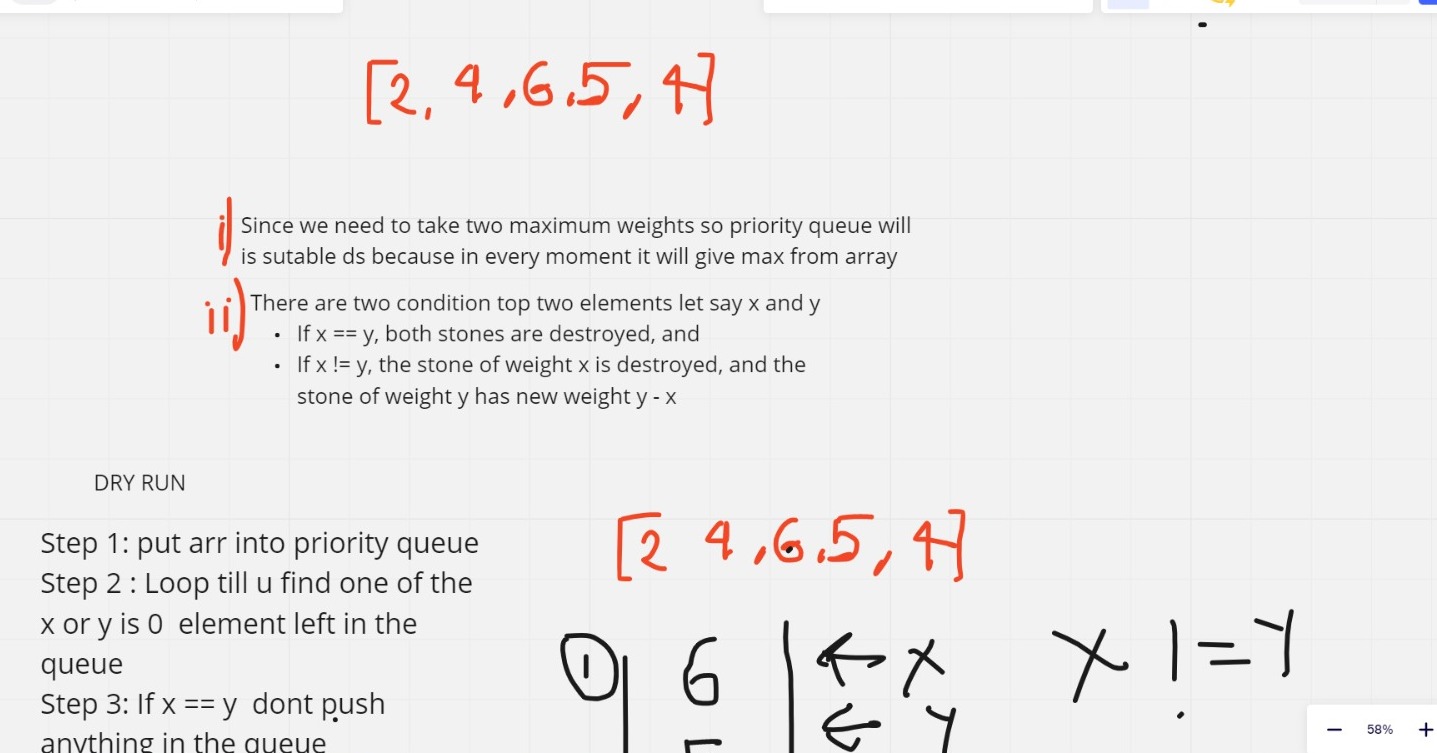 [2, 4, 6, 5, 4]
i) Since we need to take two maximum weights so priority queue will
is sutable ds because in every moment it will give max from array
ii) There are two condition top two elements let say x and y
• If x == y, both stones are destroyed, and
• If x != y, the stone of weight x is destroyed, and the
stone of weight y has new weight y - x
DRY RUN
Step 1: put arr into priority queue
Step 2 : Loop till u find one of the
x or y is 0 element left in the
queue
Step 3: If x == y dont push
anything in the queue
[2 4, 6, 5, 4]
1 | 6 | ← x
← y
x != y
58%